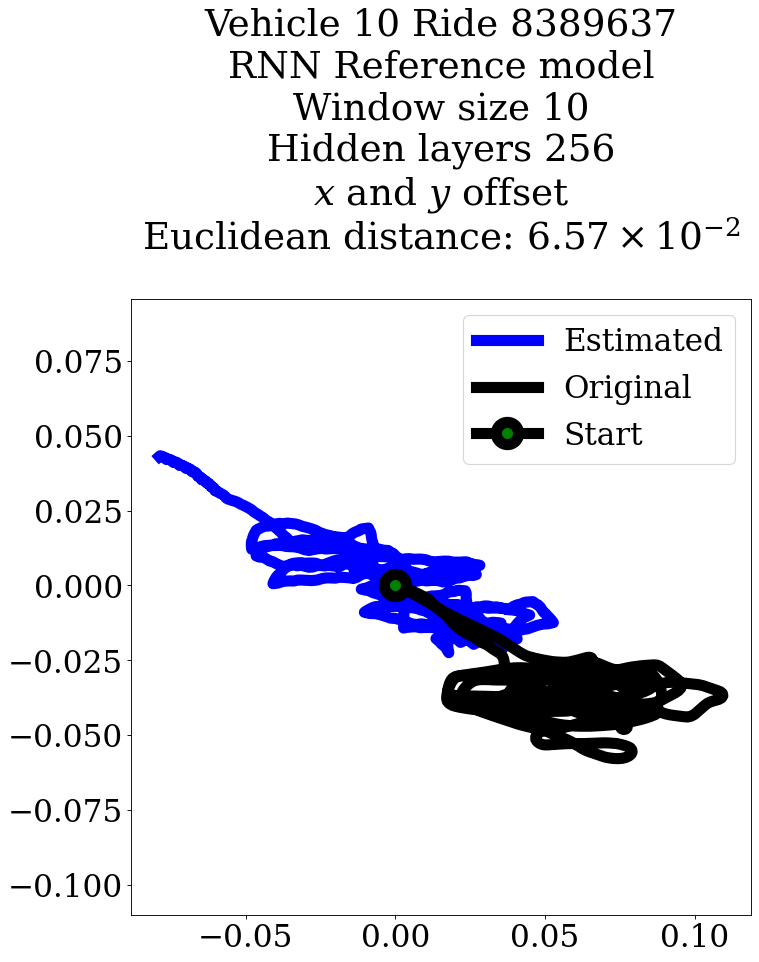 Vehicle 10 Ride 8389637
RNN Reference model
Window size 10
Hidden layers 256
x and y offset
Euclidean distance: 6.57 × 10⁻²
Estimated
Original
Start
0.075
0.050
0.025
0.000
−0.025
−0.050
−0.075
−0.100
−0.05 0.00 0.05 0.10